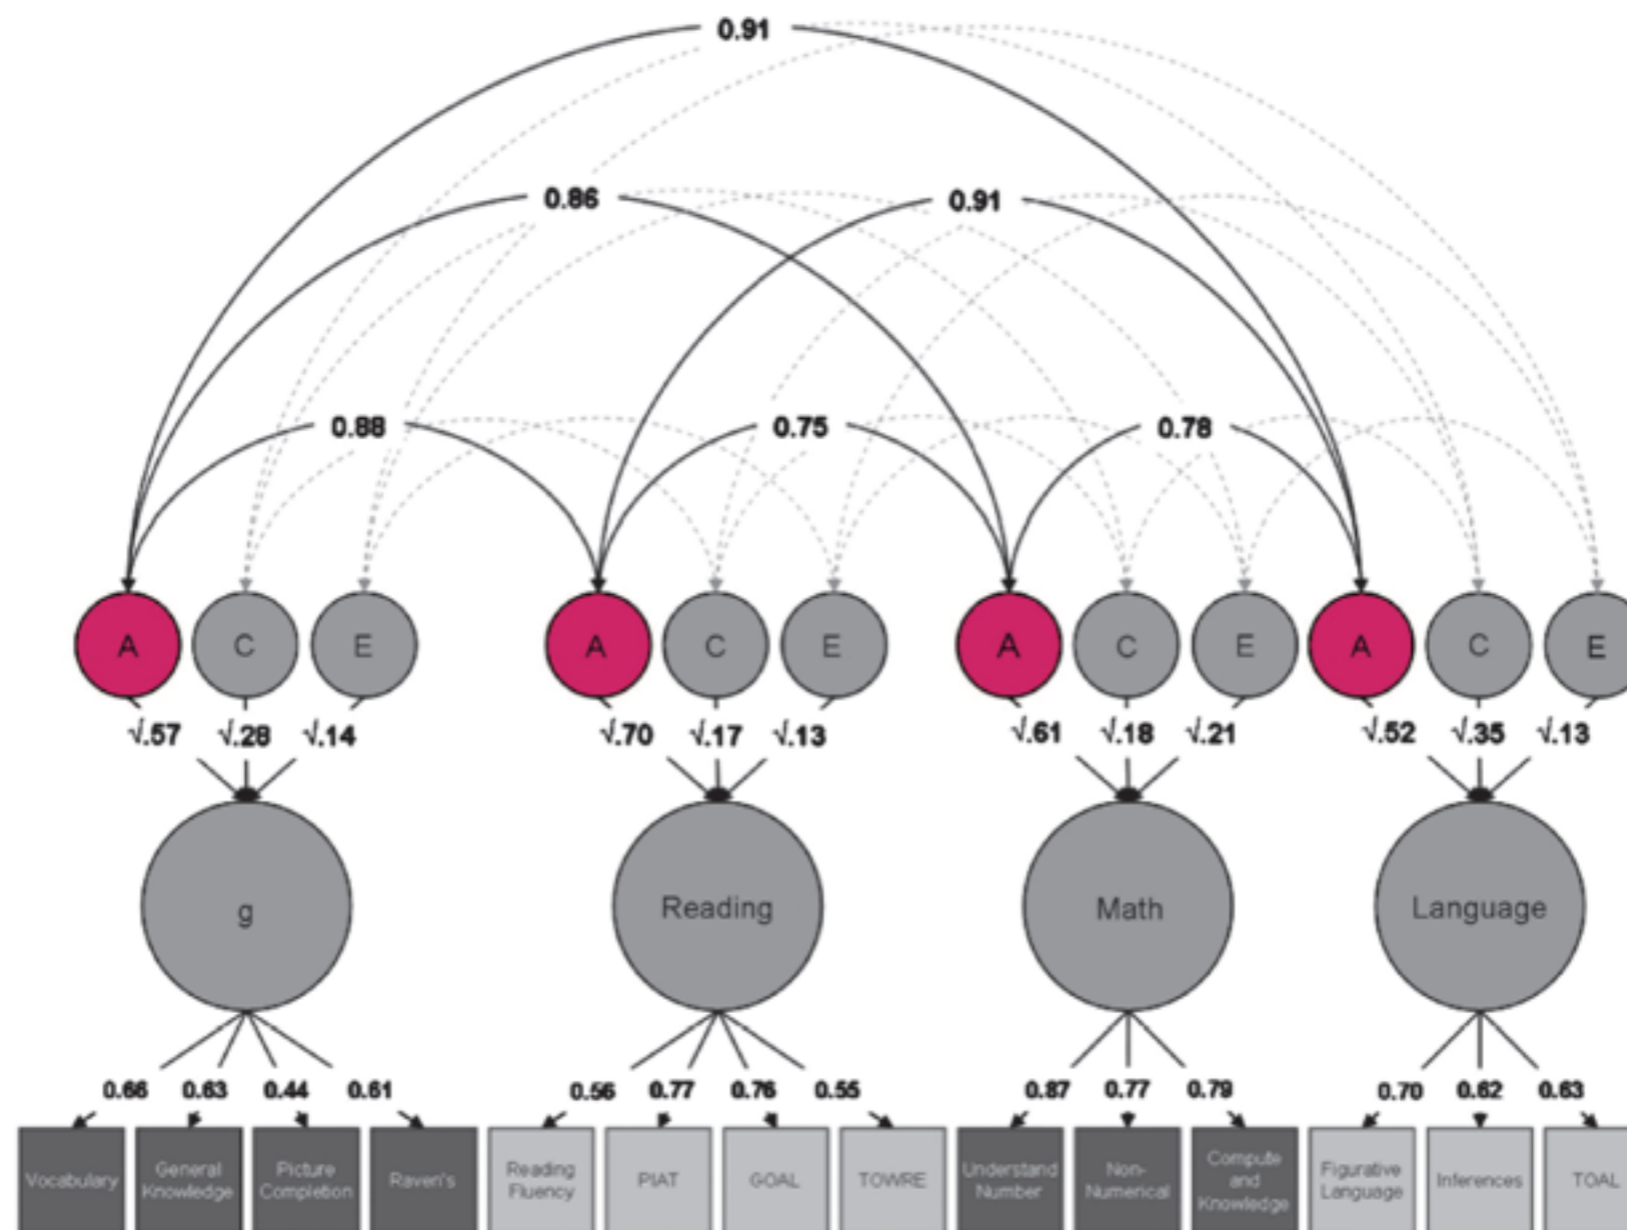 0.91
0.86 0.91
0.88 0.75 0.78
A C E A C E A C E A C E
√.57 √.28 √.14 √.70 √.17 √.13 √.61 √.18 √.21 √.52 √.35 √.13
g Reading Math Language
0.66 0.63 0.44 0.61 0.56 0.77 0.76 0.55 0.87 0.77 0.79 0.70 0.62 0.63
Vocabulary
General
Knowledge
Picture
Completion
Raven's
Reading
Fluency
PIAT
GOAL
TOWRE
Understand
Number
Non-
Numerical
Compute
and
Knowledge
Figurative
Language
Inferences
TOAL